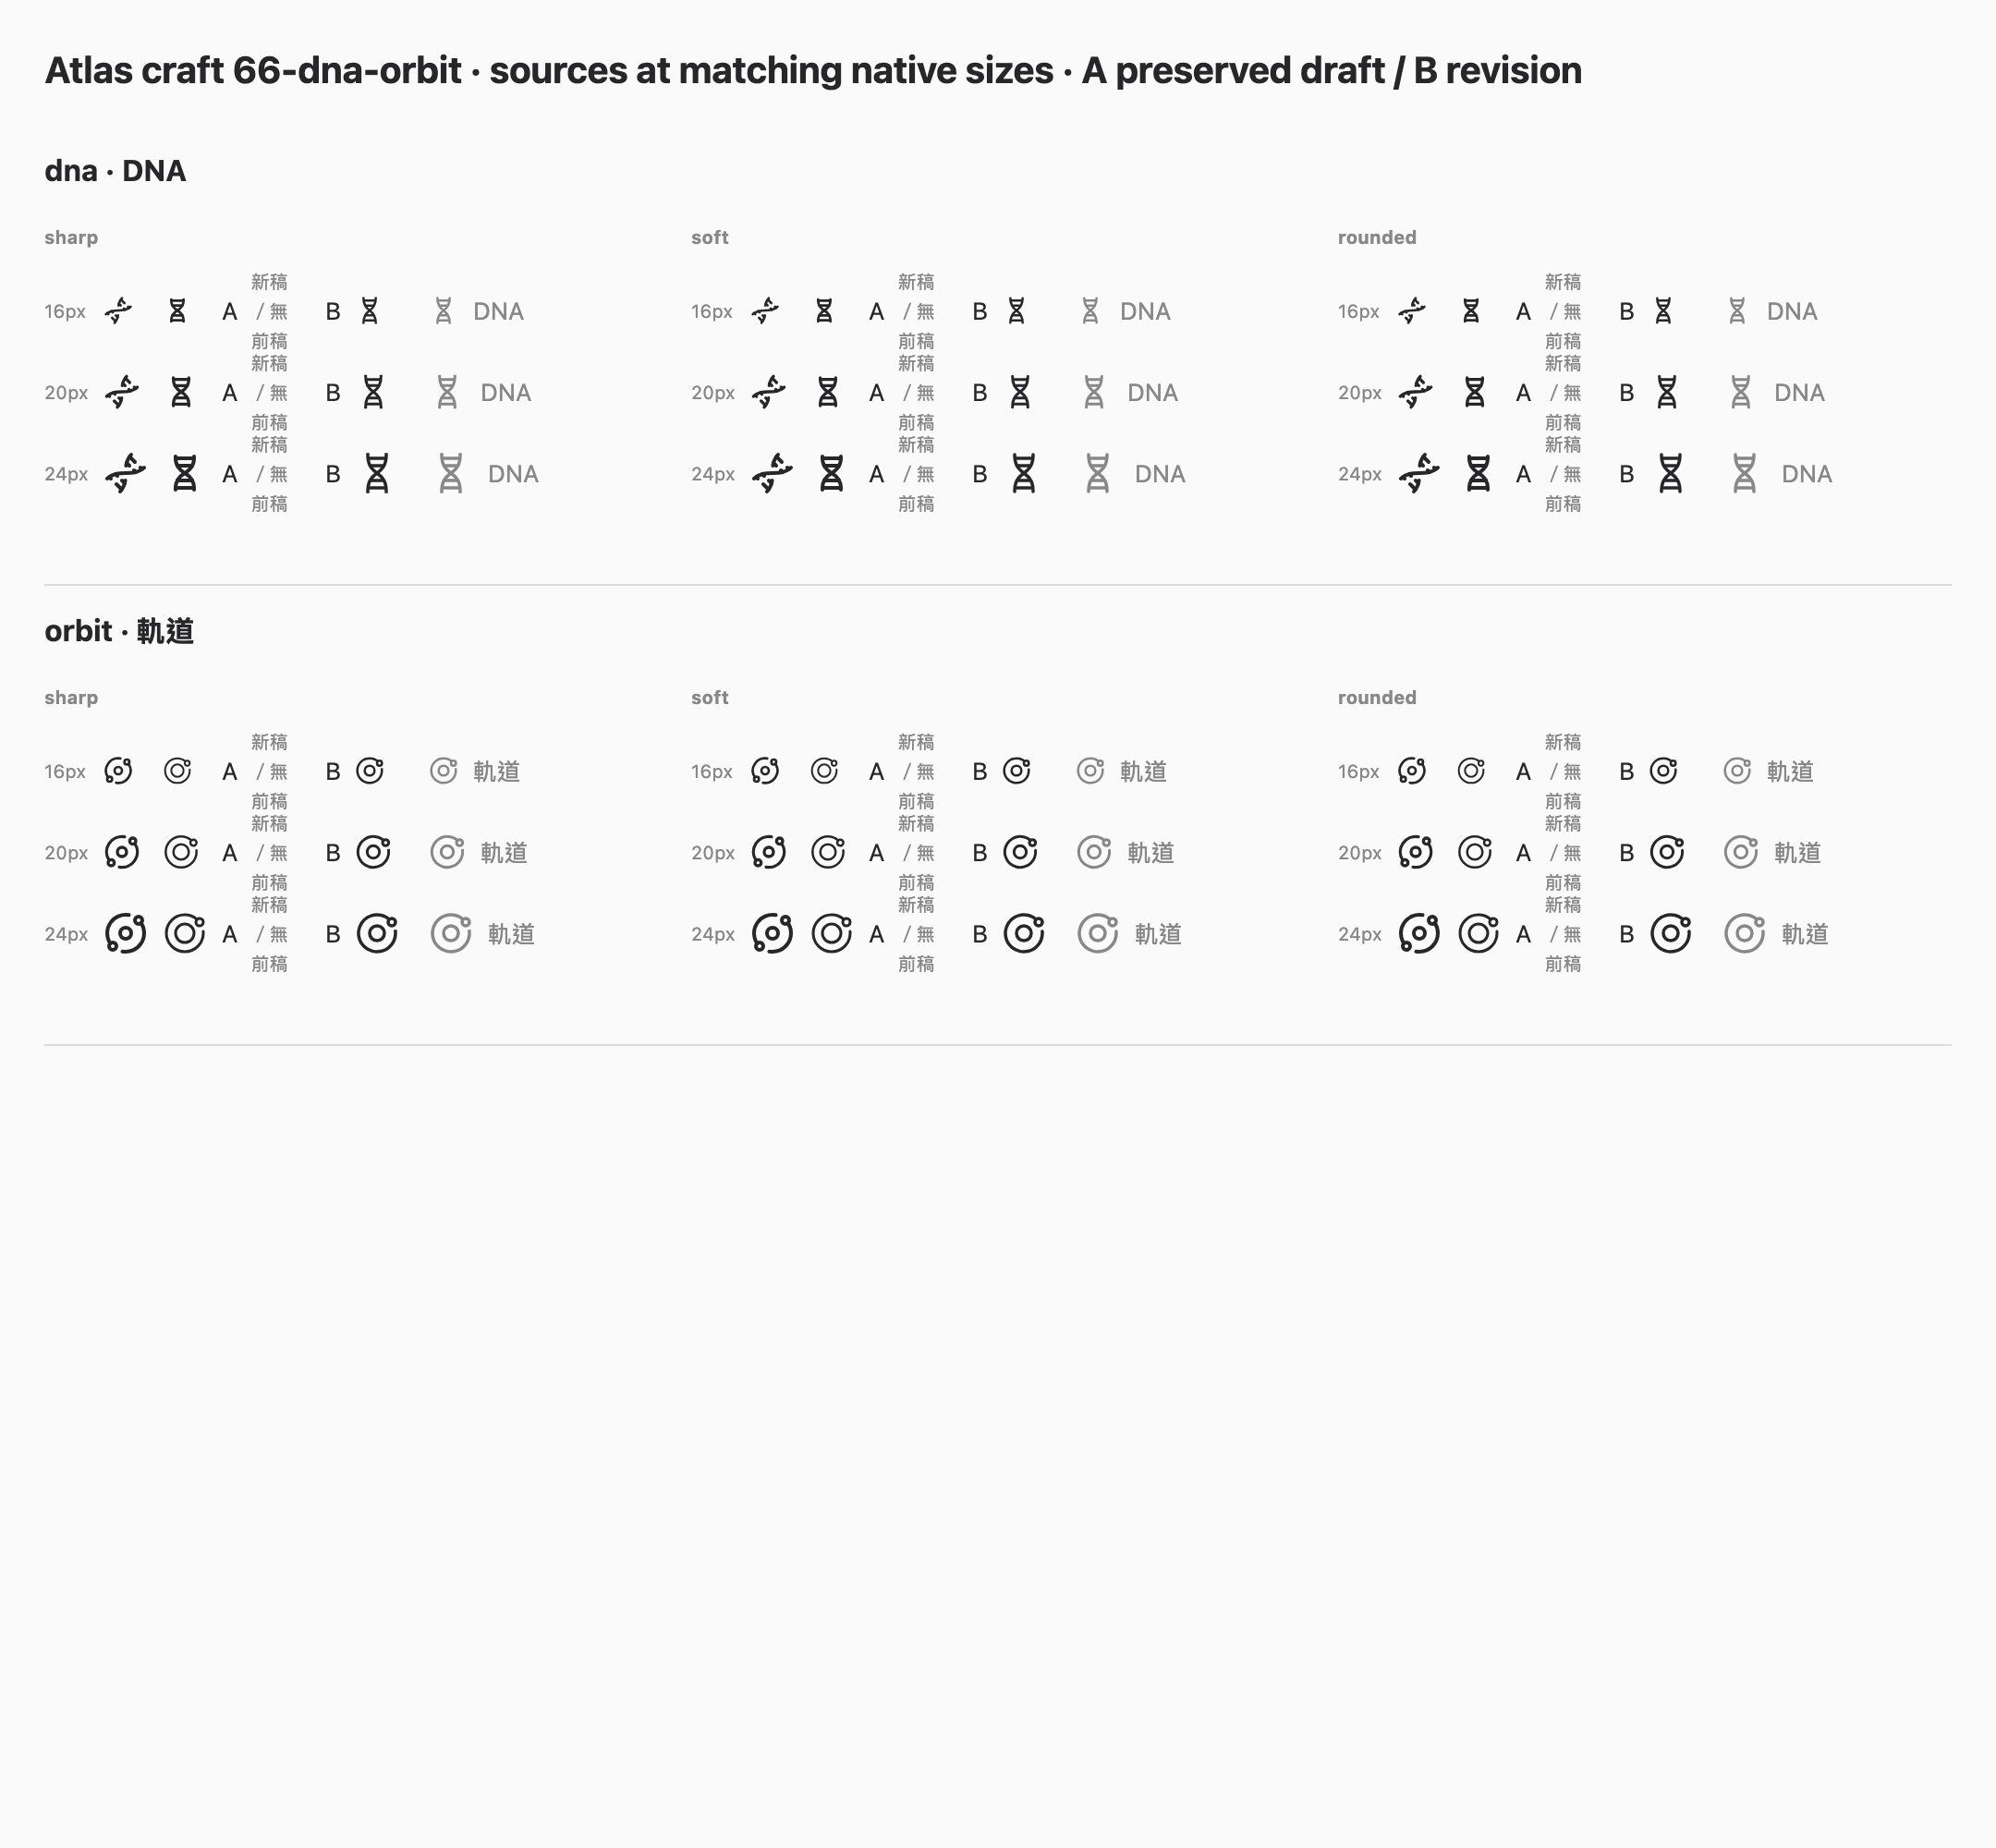 Atlas craft 66-dna-orbit · sources at matching native sizes · A preserved draft / B revision
dna · DNA
sharp
16px A 新稿 / 無 前稿 B DNA
20px A 新稿 / 無 前稿 B DNA
24px A 新稿 / 無 前稿 B DNA
soft
16px A 新稿 / 無 前稿 B DNA
20px A 新稿 / 無 前稿 B DNA
24px A 新稿 / 無 前稿 B DNA
rounded
16px A 新稿 / 無 前稿 B DNA
20px A 新稿 / 無 前稿 B DNA
24px A 新稿 / 無 前稿 B DNA
orbit · 軌道
sharp
16px A 新稿 / 無 前稿 B 軌道
20px A 新稿 / 無 前稿 B 軌道
24px A 新稿 / 無 前稿 B 軌道
soft
16px A 新稿 / 無 前稿 B 軌道
20px A 新稿 / 無 前稿 B 軌道
24px A 新稿 / 無 前稿 B 軌道
rounded
16px A 新稿 / 無 前稿 B 軌道
20px A 新稿 / 無 前稿 B 軌道
24px A 新稿 / 無 前稿 B 軌道